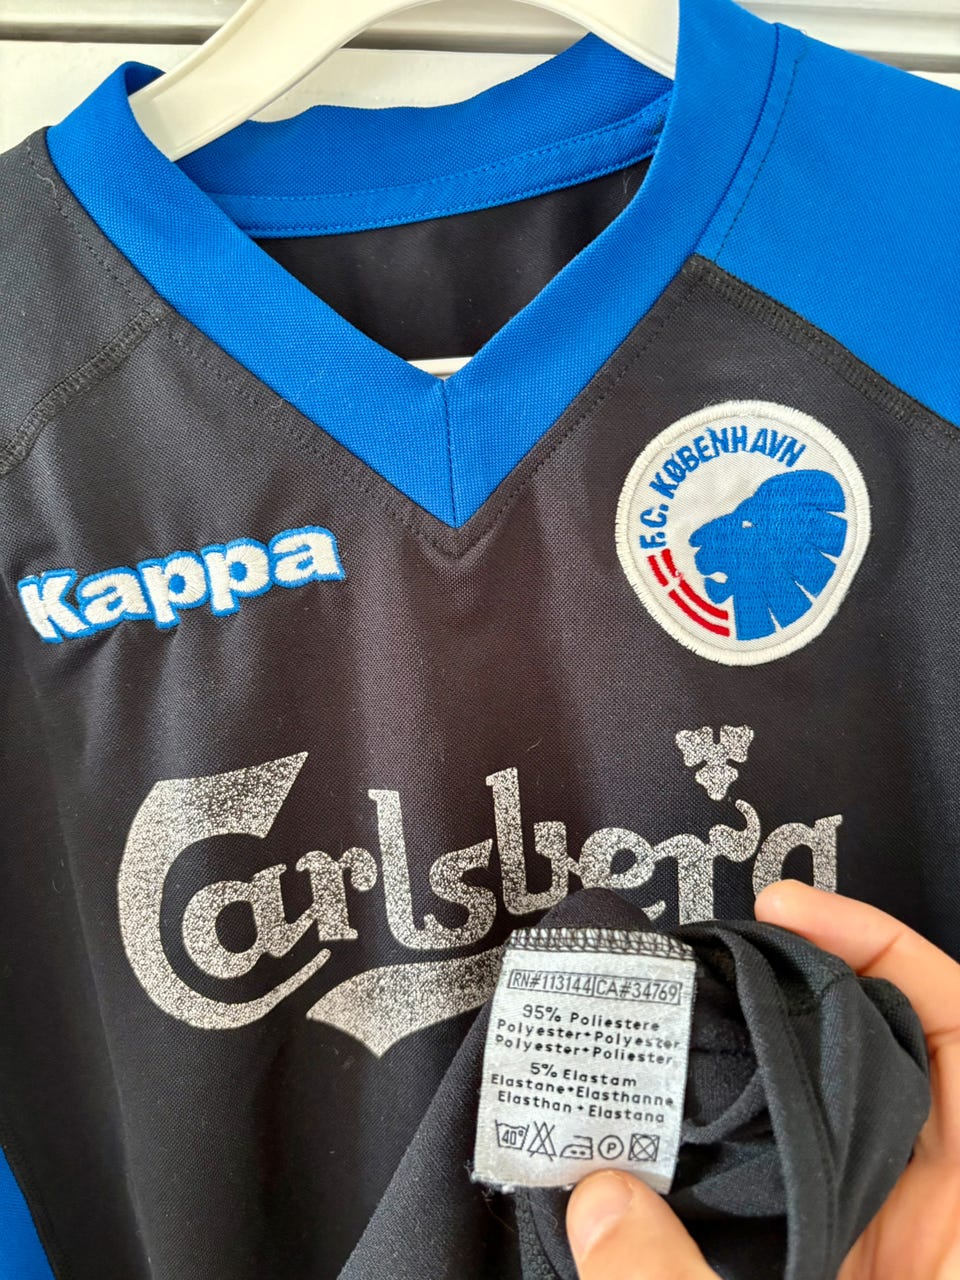 Kappa
F.C. KØBENHAVN
Carlsberg
RN#113144 CA#34769
95% Poliestere
Polyester•Polyester
Polyester•Poliester
5% Elastam
Elastane•Elasthanne
Elasthan • Elastana
40°
P